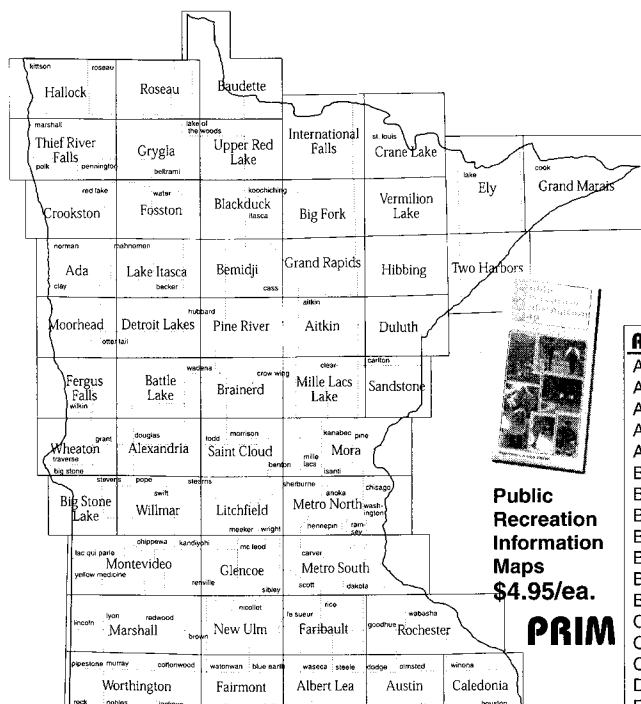 kittson roseau
Hallock Roseau Baudette
marshall lake of the woods st. louis
Thief River Falls Grygla Upper Red Lake International Falls Crane Lake
polk pennington beltrami
lake cook
Ely Grand Marais
red lake water koochiching
Crookston Fosston Blackduck Big Fork Vermilion Lake
itasca
norman mahnomen
Ada Lake Itasca Bemidji Grand Rapids Hibbing Two Harbors
clay becker cass
hubbard aitkin
Moorhead Detroit Lakes Pine River Aitkin Duluth
otter tail
wadena crow wing clear carlton
Fergus Falls Battle Lake Brainerd Mille Lacs Lake Sandstone
wilkin
grant douglas todd morrison kanabec pine
Wheaton Alexandria Saint Cloud Mora
traverse benton mille lacs
big stone isanti
stevens pope stearns sherburne chisago
swift anoka
Big Stone Lake Willmar Litchfield Metro North washington
meeker wright hennepin ramsey
chippewa kandiyohi mc leod carver
lac qui parle
Montevideo Glencoe Metro South
yellow medicine renville sibley scott dakota
nicollet le sueur rice wabasha
lincoln lyon redwood goodhue
Marshall New Ulm Faribault Rochester
brown
pipestone murray cottonwood watonwan blue earth waseca steele dodge olmsted winona
Worthington Fairmont Albert Lea Austin Caledonia
rock nobles jackson houston
Public
Recreation
Information
Maps
$4.95/ea.
PRIM